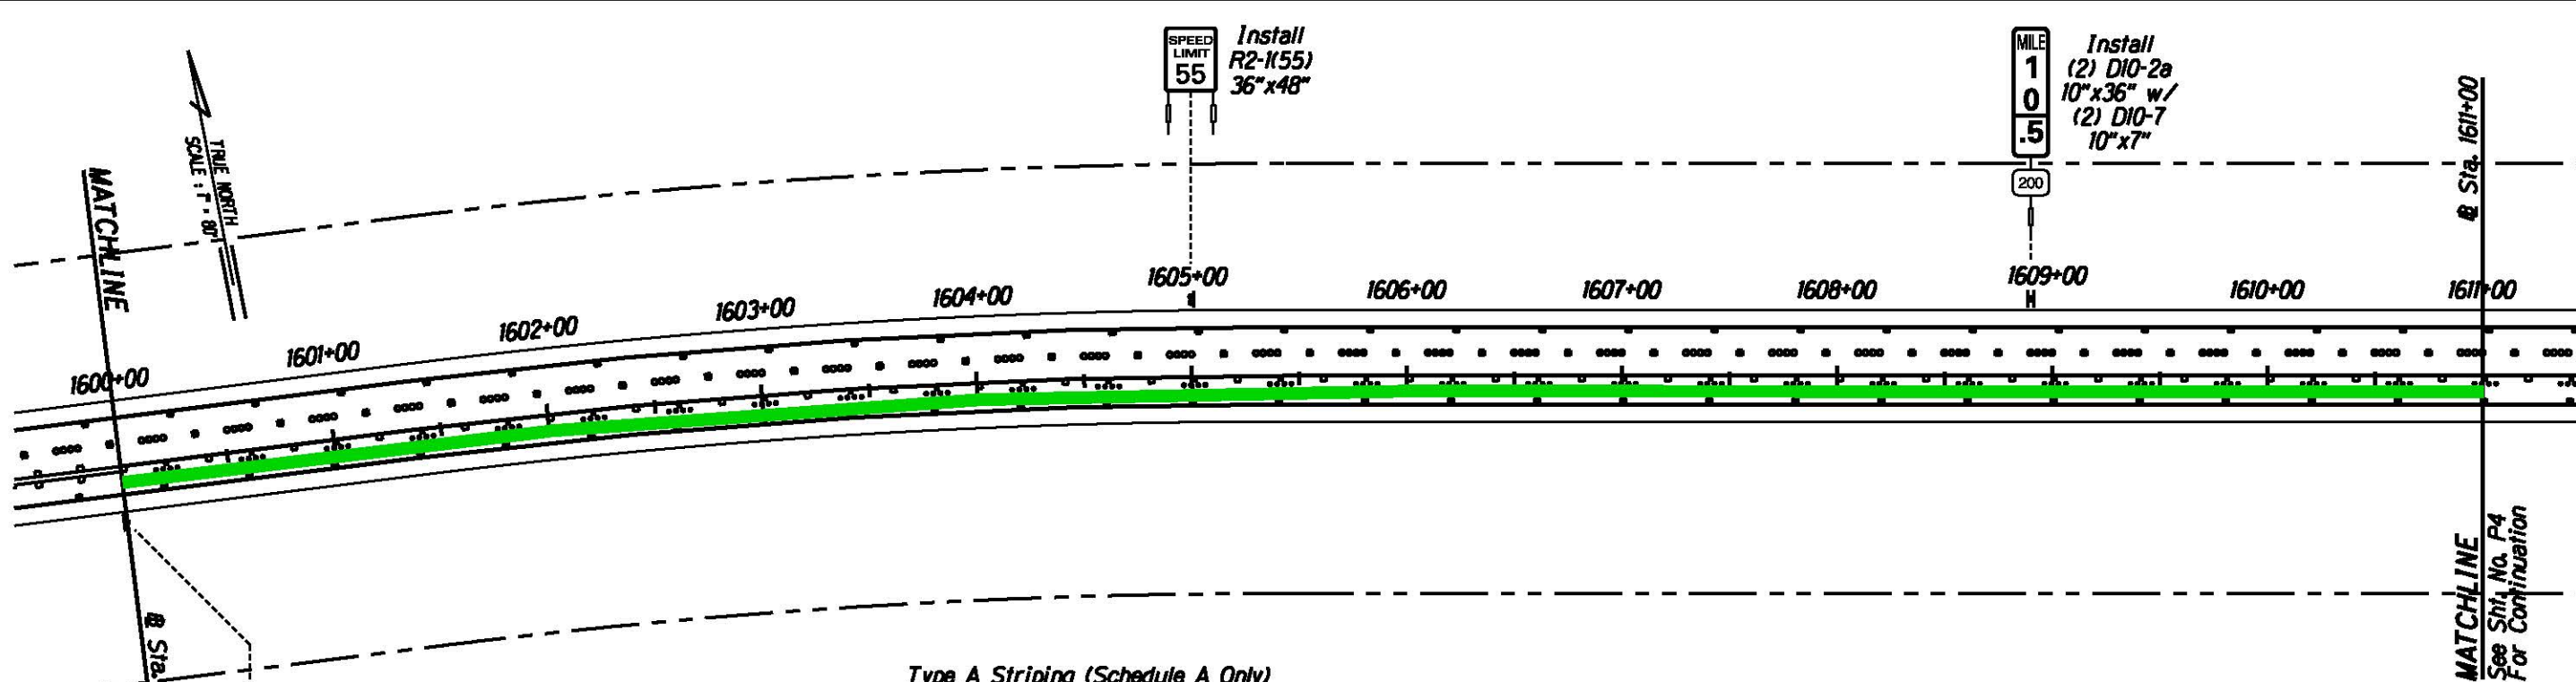 SPEED
LIMIT
55
Install
R2-1(55)
36"x48"
MILE
1
0
.5
200
Install
(2) D10-2a
10"x36" w/
(2) D10-7
10"x7"
TRUE NORTH
SCALE : 1" = 80'
MATCHLINE
Sta. 1611+00
1600+00
1601+00
1602+00
1603+00
1604+00
1605+00
1606+00
1607+00
1608+00
1609+00
1610+00
1611+00
Sta.
MATCHLINE
See Sht. No. P4
For Continuation
Type A Striping (Schedule A Only)